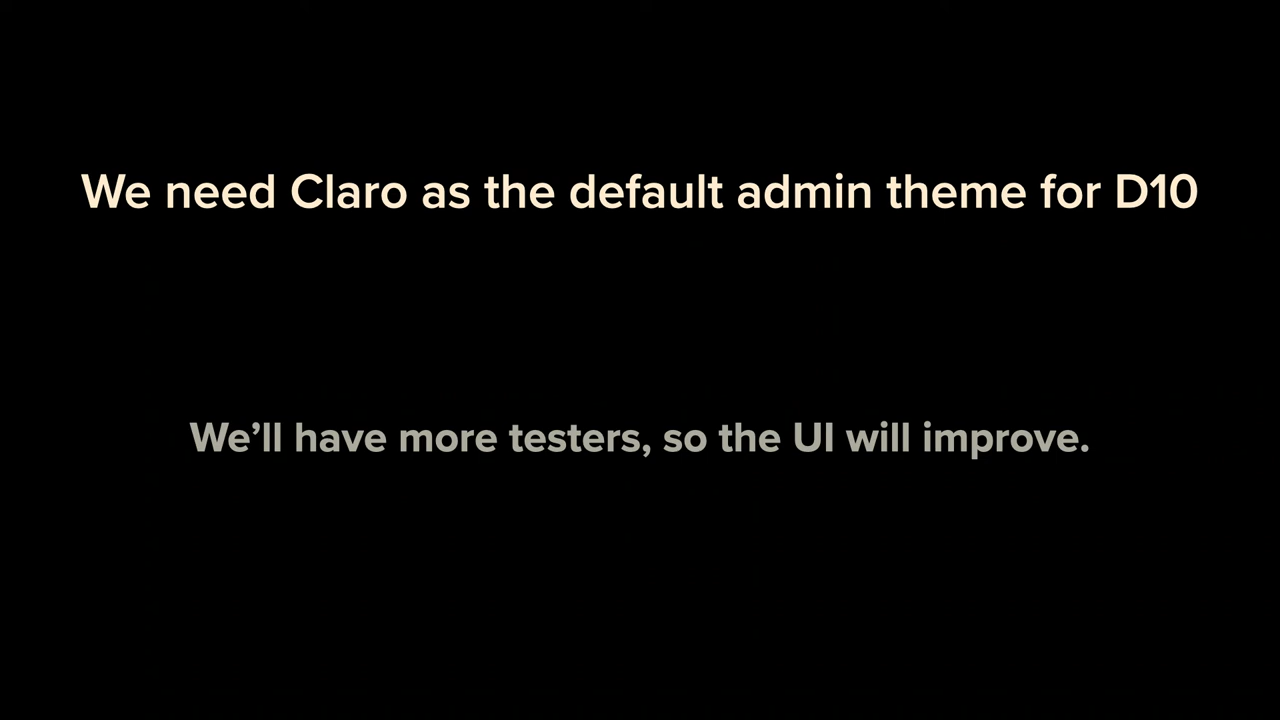 We need Claro as the default admin theme for D10
We’ll have more testers, so the UI will improve.